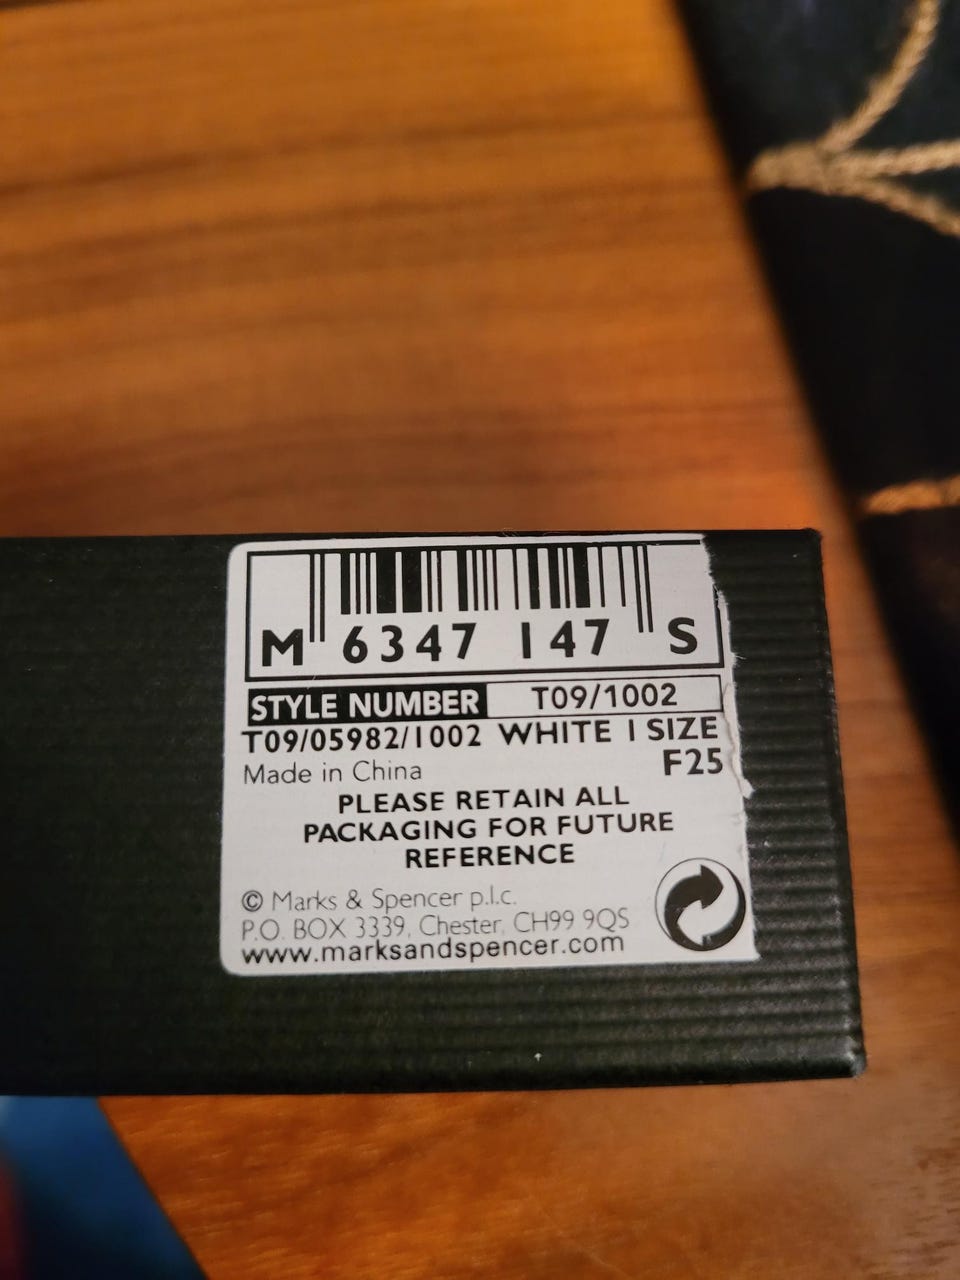 M 6347 147 S
STYLE NUMBER T09/1002
T09/05982/1002 WHITE 1 SIZE
Made in China F25
PLEASE RETAIN ALL
PACKAGING FOR FUTURE
REFERENCE
© Marks & Spencer p.l.c.
P.O. BOX 3339, Chester, CH99 9QS
www.marksandspencer.com